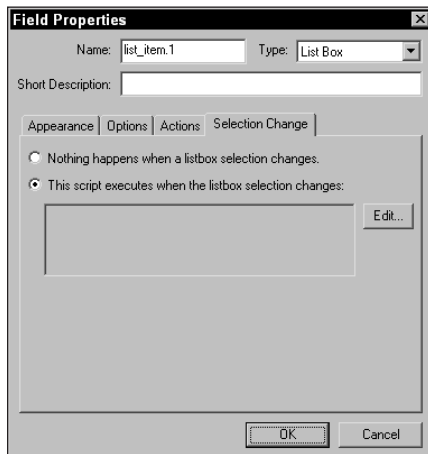 Field Properties
Name: list_item.1 Type: List Box
Short Description:
Appearance Options Actions Selection Change
Nothing happens when a listbox selection changes.
This script executes when the listbox selection changes:
Edit...
OK Cancel